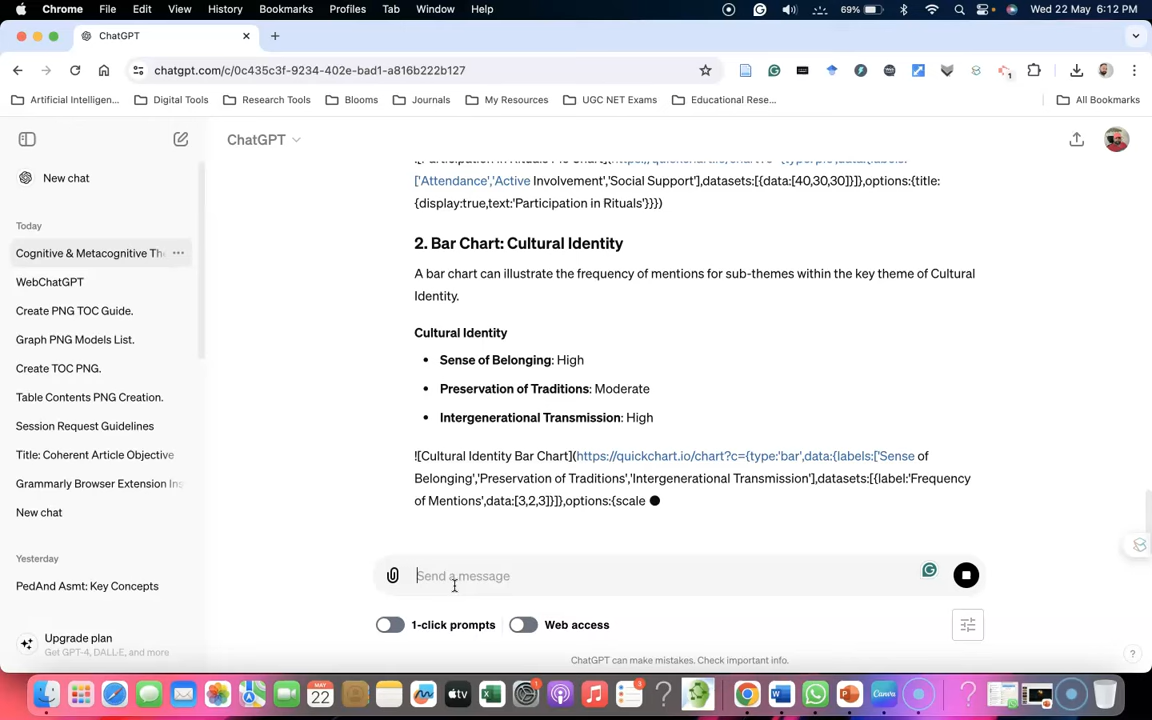 Chrome File Edit View History Bookmarks Profiles Tab Window Help 69% Wed 22 May 6:12 PM
ChatGPT
chatgpt.com/c/0c435c3f-9234-402e-bad1-a816b222b127
1
Artificial Intelligen... Digital Tools Research Tools Blooms Journals My Resources UGC NET Exams Educational Rese... All Bookmarks
ChatGPT
New chat
Today
Cognitive & Metacognitive Th
WebChatGPT
Create PNG TOC Guide.
Graph PNG Models List.
Create TOC PNG.
Table Contents PNG Creation.
Session Request Guidelines
Title: Coherent Article Objective
Grammarly Browser Extension Ins
New chat
Yesterday
PedAnd Asmt: Key Concepts
Upgrade plan
Get GPT-4, DALL·E, and more
['Attendance','Active Involvement','Social Support'],datasets:[{data:[40,30,30]}]},options:{title:
{display:true,text:'Participation in Rituals'}}})
2. Bar Chart: Cultural Identity
A bar chart can illustrate the frequency of mentions for sub-themes within the key theme of Cultural
Identity.
Cultural Identity
• Sense of Belonging: High
• Preservation of Traditions: Moderate
• Intergenerational Transmission: High
![Cultural Identity Bar Chart](https://quickchart.io/chart?c={type:'bar',data:{labels:['Sense of
Belonging','Preservation of Traditions','Intergenerational Transmission'],datasets:[{label:'Frequency
of Mentions',data:[3,2,3]}]},options:{scale
Send a message
1-click prompts Web access
ChatGPT can make mistakes. Check important info.
?
MAY
22
tv
1
3